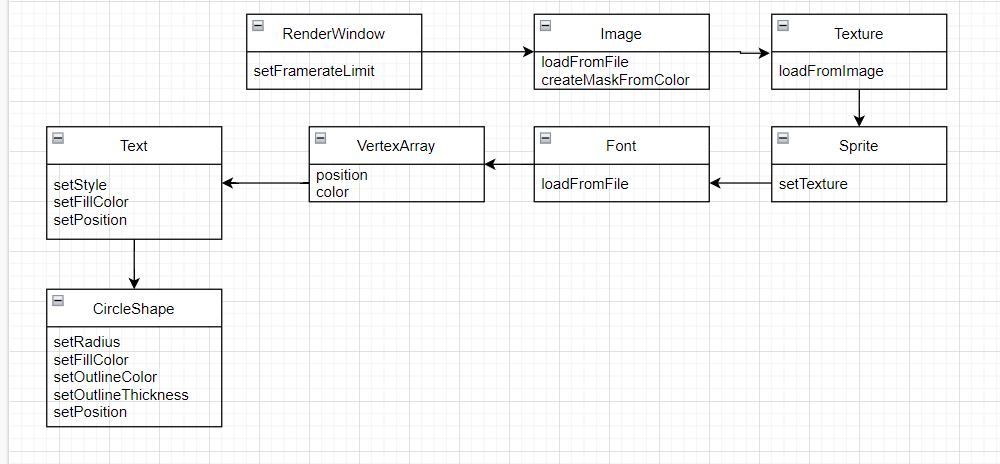 RenderWindow
setFramerateLimit
Image
loadFromFile
createMaskFromColor
Texture
loadFromImage
Text
setStyle
setFillColor
setPosition
VertexArray
position
color
Font
loadFromFile
Sprite
setTexture
CircleShape
setRadius
setFillColor
setOutlineColor
setOutlineThickness
setPosition